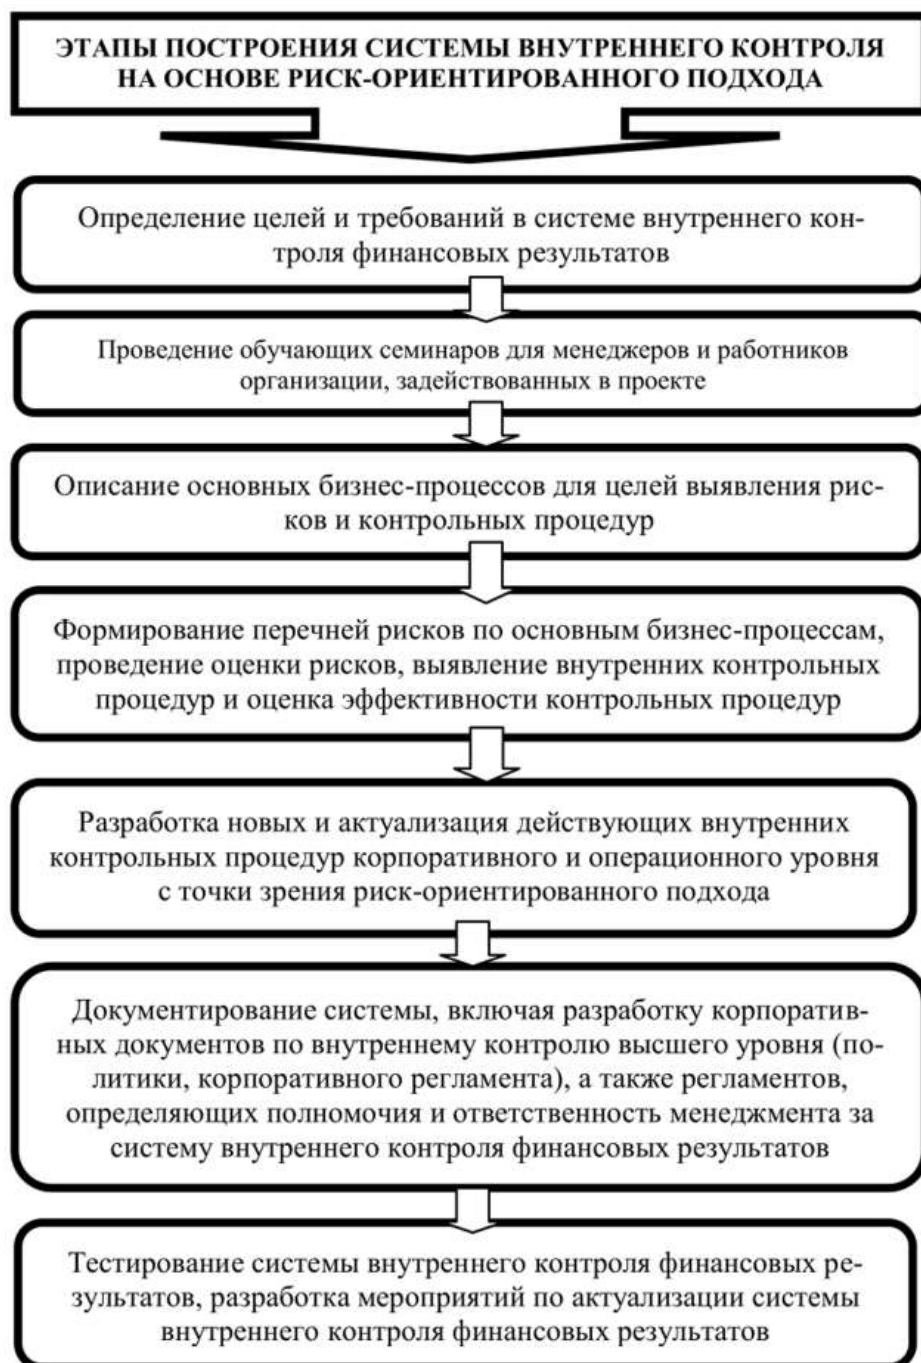 ЭТАПЫ ПОСТРОЕНИЯ СИСТЕМЫ ВНУТРЕННЕГО КОНТРОЛЯ
НА ОСНОВЕ РИСК-ОРИЕНТИРОВАННОГО ПОДХОДА
Определение целей и требований в системе внутреннего кон-
троля финансовых результатов
Проведение обучающих семинаров для менеджеров и работников
организации, задействованных в проекте
Описание основных бизнес-процессов для целей выявления рис-
ков и контрольных процедур
Формирование перечней рисков по основным бизнес-процессам,
проведение оценки рисков, выявление внутренних контрольных
процедур и оценка эффективности контрольных процедур
Разработка новых и актуализация действующих внутренних
контрольных процедур корпоративного и операционного уровня
с точки зрения риск-ориентированного подхода
Документирование системы, включая разработку корпоратив-
ных документов по внутреннему контролю высшего уровня (по-
литики, корпоративного регламента), а также регламентов,
определяющих полномочия и ответственность менеджмента за
систему внутреннего контроля финансовых результатов
Тестирование системы внутреннего контроля финансовых ре-
зультатов, разработка мероприятий по актуализации системы
внутреннего контроля финансовых результатов